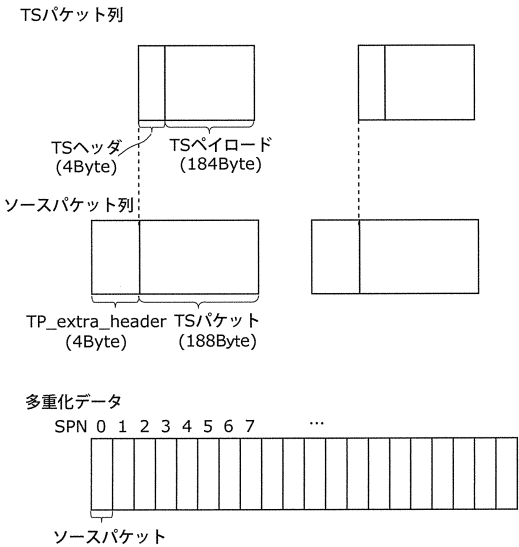 TSパケット列
TSヘッダ
(4Byte)
TSペイロード
(184Byte)
ソースパケット列
TP_extra_header
(4Byte)
TSパケット
(188Byte)
多重化データ
SPN 0 1 2 3 4 5 6 7 …
ソースパケット